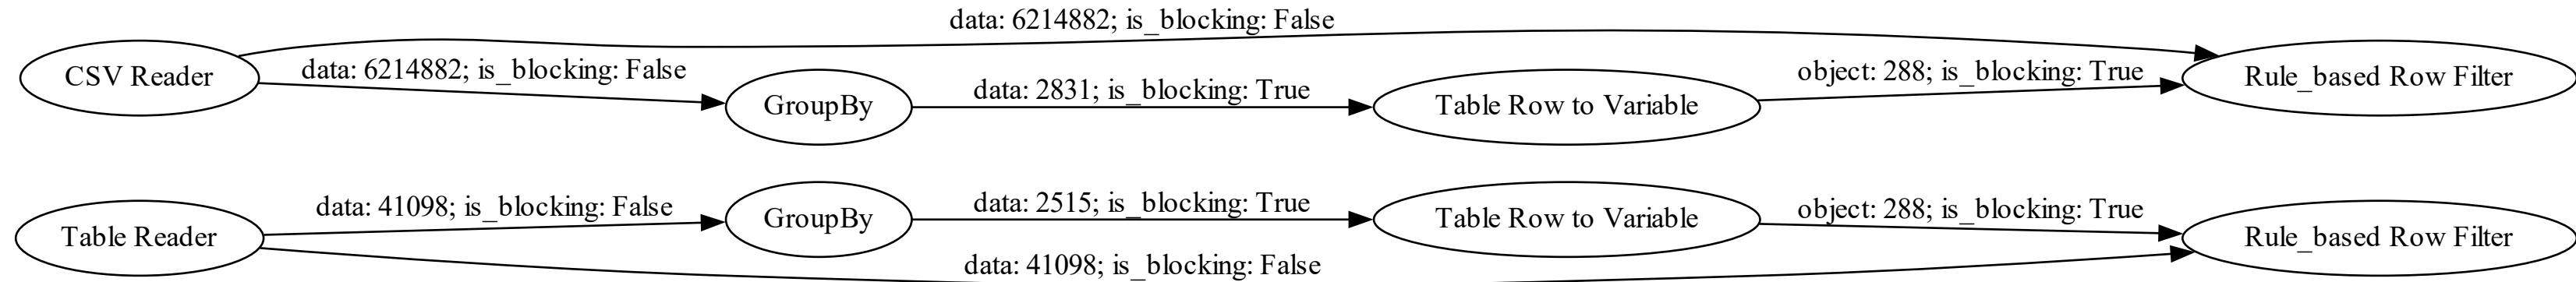 data: 6214882; is_blocking: False
CSV Reader
data: 6214882; is_blocking: False
GroupBy
data: 2831; is_blocking: True
Table Row to Variable
object: 288; is_blocking: True
Rule_based Row Filter
Table Reader
data: 41098; is_blocking: False
GroupBy
data: 2515; is_blocking: True
Table Row to Variable
object: 288; is_blocking: True
Rule_based Row Filter
data: 41098; is_blocking: False